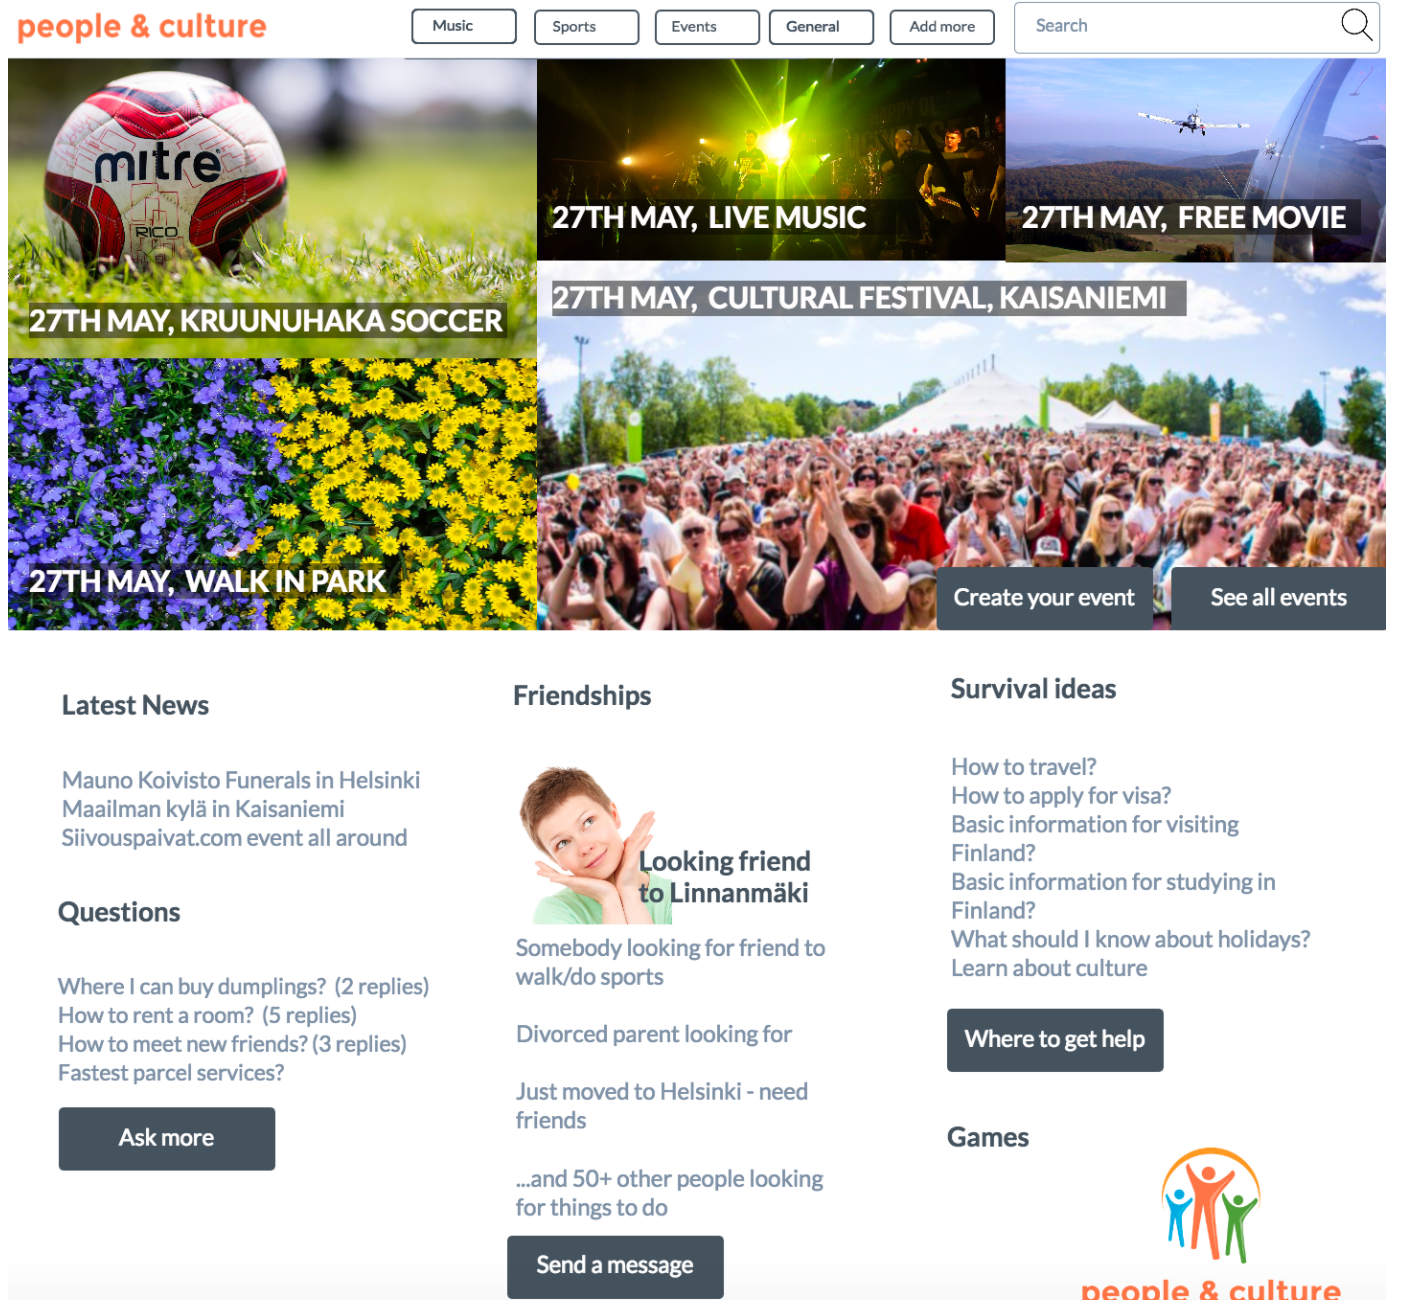 people & culture
Music
Sports
Events
General
Add more
Search
mitre
RICO
27TH MAY, KRUUNUHAKA SOCCER
27TH MAY, LIVE MUSIC
27TH MAY, FREE MOVIE
27TH MAY, CULTURAL FESTIVAL, KAISANIEMI
27TH MAY, WALK IN PARK
Create your event
See all events
Latest News
Mauno Koivisto Funerals in Helsinki
Maailman kylä in Kaisaniemi
Siivouspaivat.com event all around
Questions
Where I can buy dumplings? (2 replies)
How to rent a room? (5 replies)
How to meet new friends? (3 replies)
Fastest parcel services?
Ask more
Friendships
Looking friend
to Linnanmäki
Somebody looking for friend to
walk/do sports
Divorced parent looking for
Just moved to Helsinki - need
friends
...and 50+ other people looking
for things to do
Send a message
Survival ideas
How to travel?
How to apply for visa?
Basic information for visiting
Finland?
Basic information for studying in
Finland?
What should I know about holidays?
Learn about culture
Where to get help
Games
people & culture